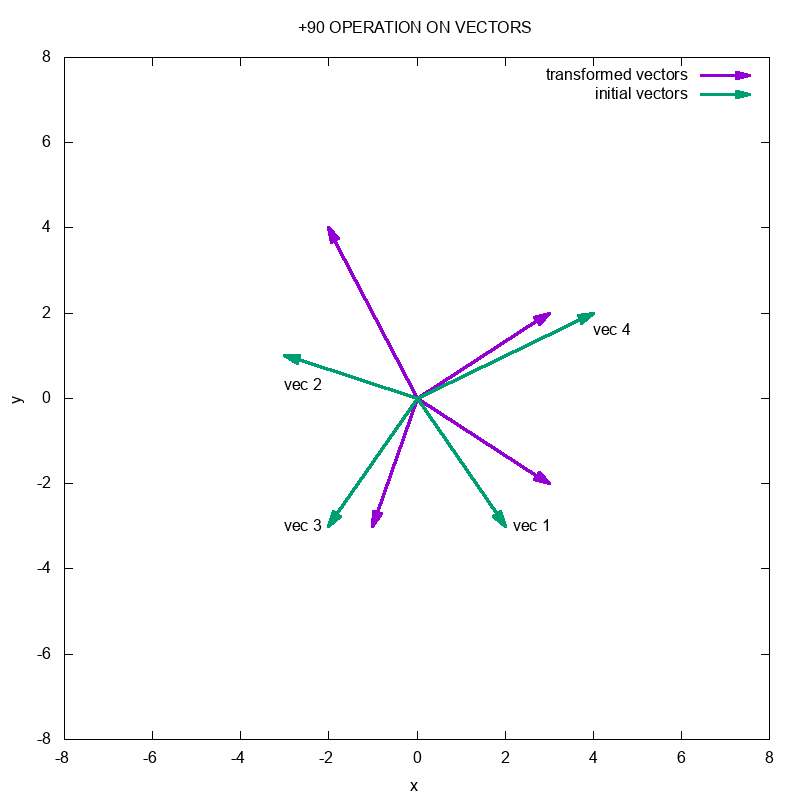 +90 OPERATION ON VECTORS
transformed vectors
initial vectors
8
6
4
2
0
-2
-4
-6
-8
y
vec 4
vec 2
vec 3
vec 1
-8 -6 -4 -2 0 2 4 6 8
x